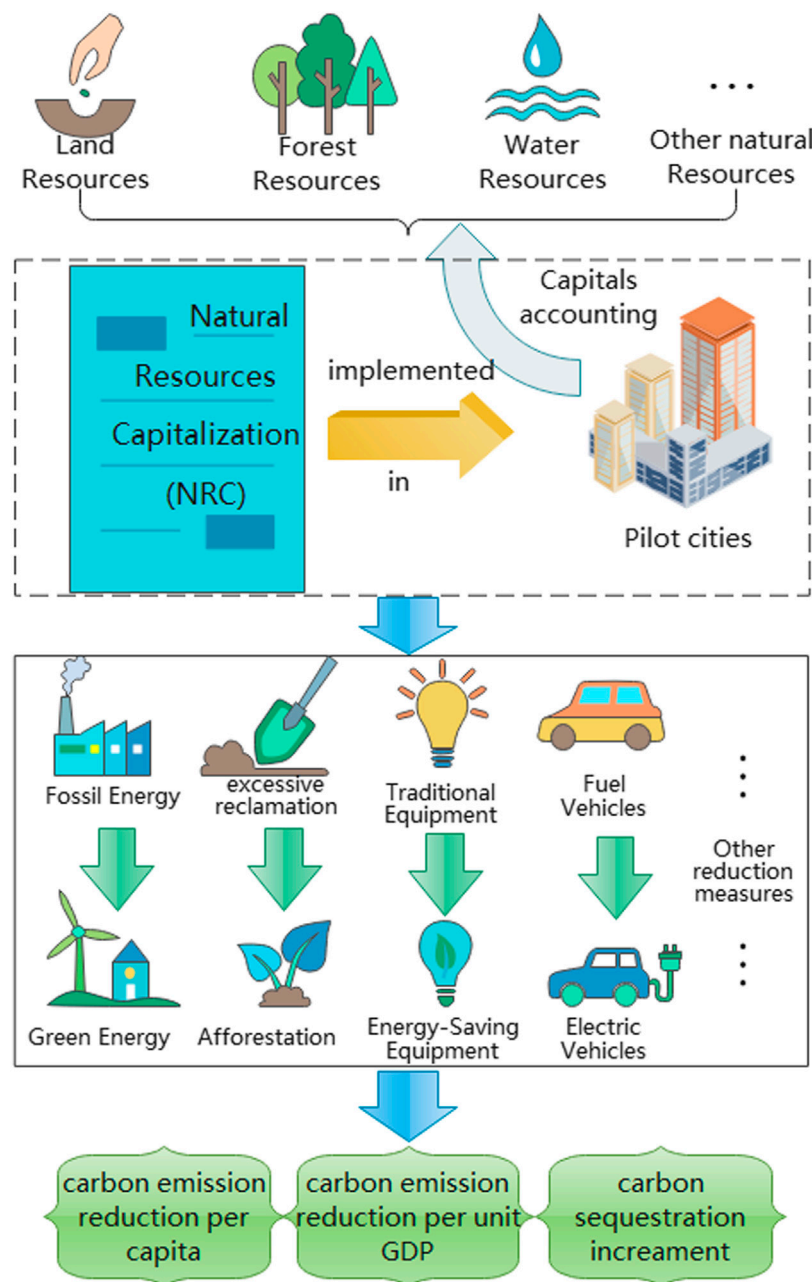 Land
Resources
Forest
Resources
Water
Resources
...
Other natural
Resources
Natural
Resources
Capitalization
(NRC)
implemented
in
Capitals
accounting
Pilot cities
Fossil Energy
excessive
reclamation
Traditional
Equipment
Fuel
Vehicles
Other
reduction
measures
Green Energy
Afforestation
Energy-Saving
Equipment
Electric
Vehicles
carbon emission
reduction per
capita
carbon emission
reduction per unit
GDP
carbon
sequestration
increament